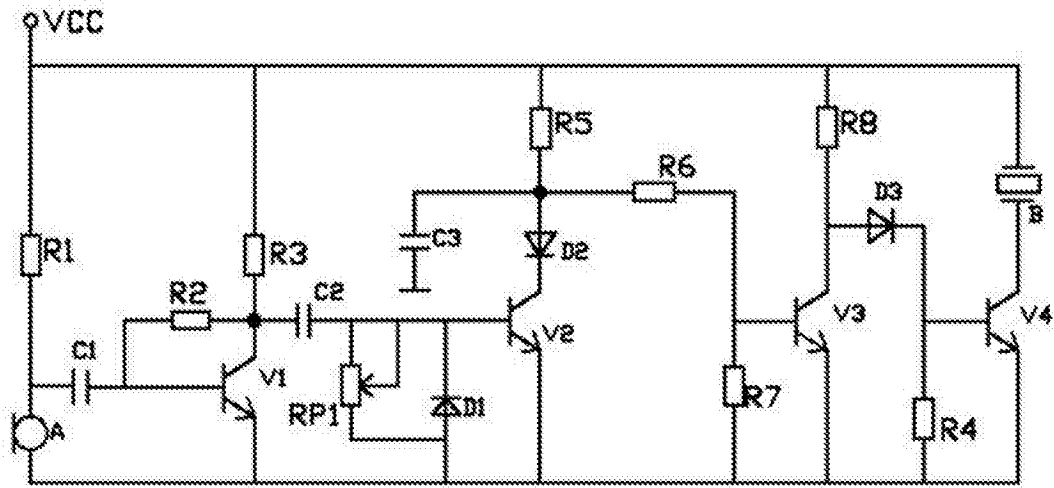 VCC
R5
R8
R6
D3
B
R1
R3
C3
D2
R2
C2
V2
V3
V4
C1
V1
RP1
D1
R7
A
R4